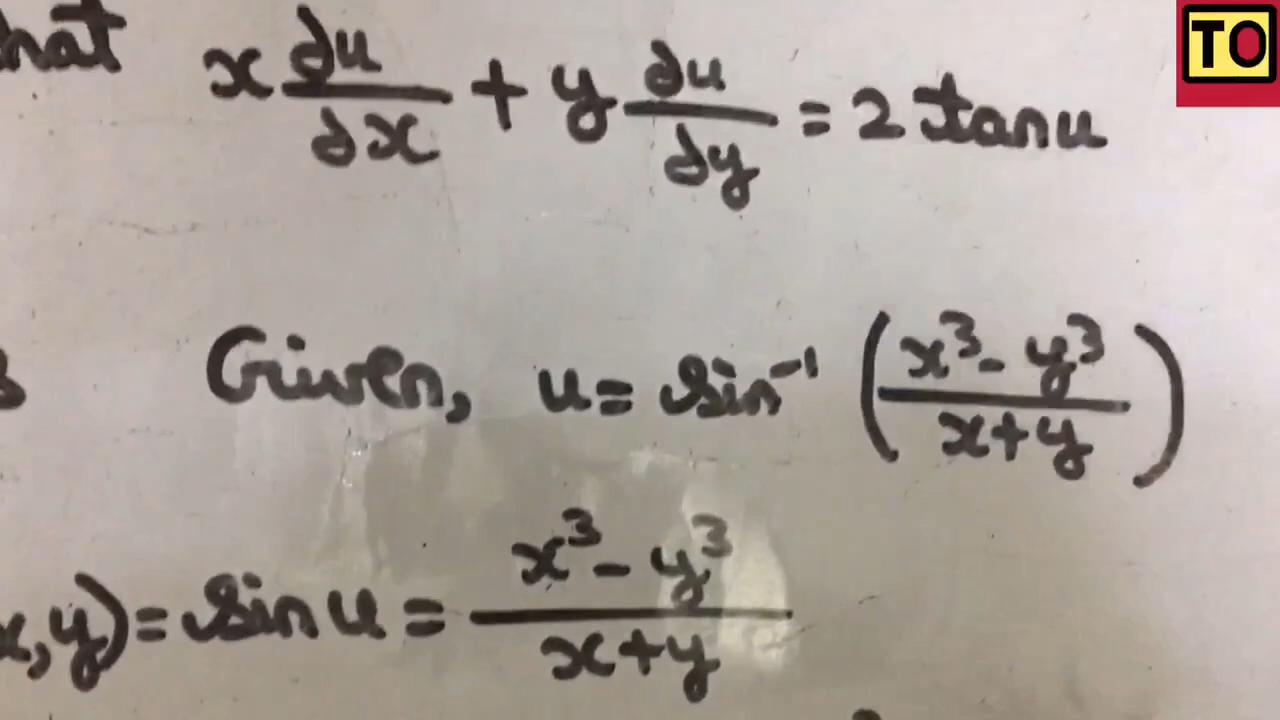 TO
hat x ∂u/∂x + y ∂u/∂y = 2 tan u
Given, u = sin⁻¹ ((x³ - y³)/(x+y))
x,y) = sin u = (x³ - y³)/(x+y)